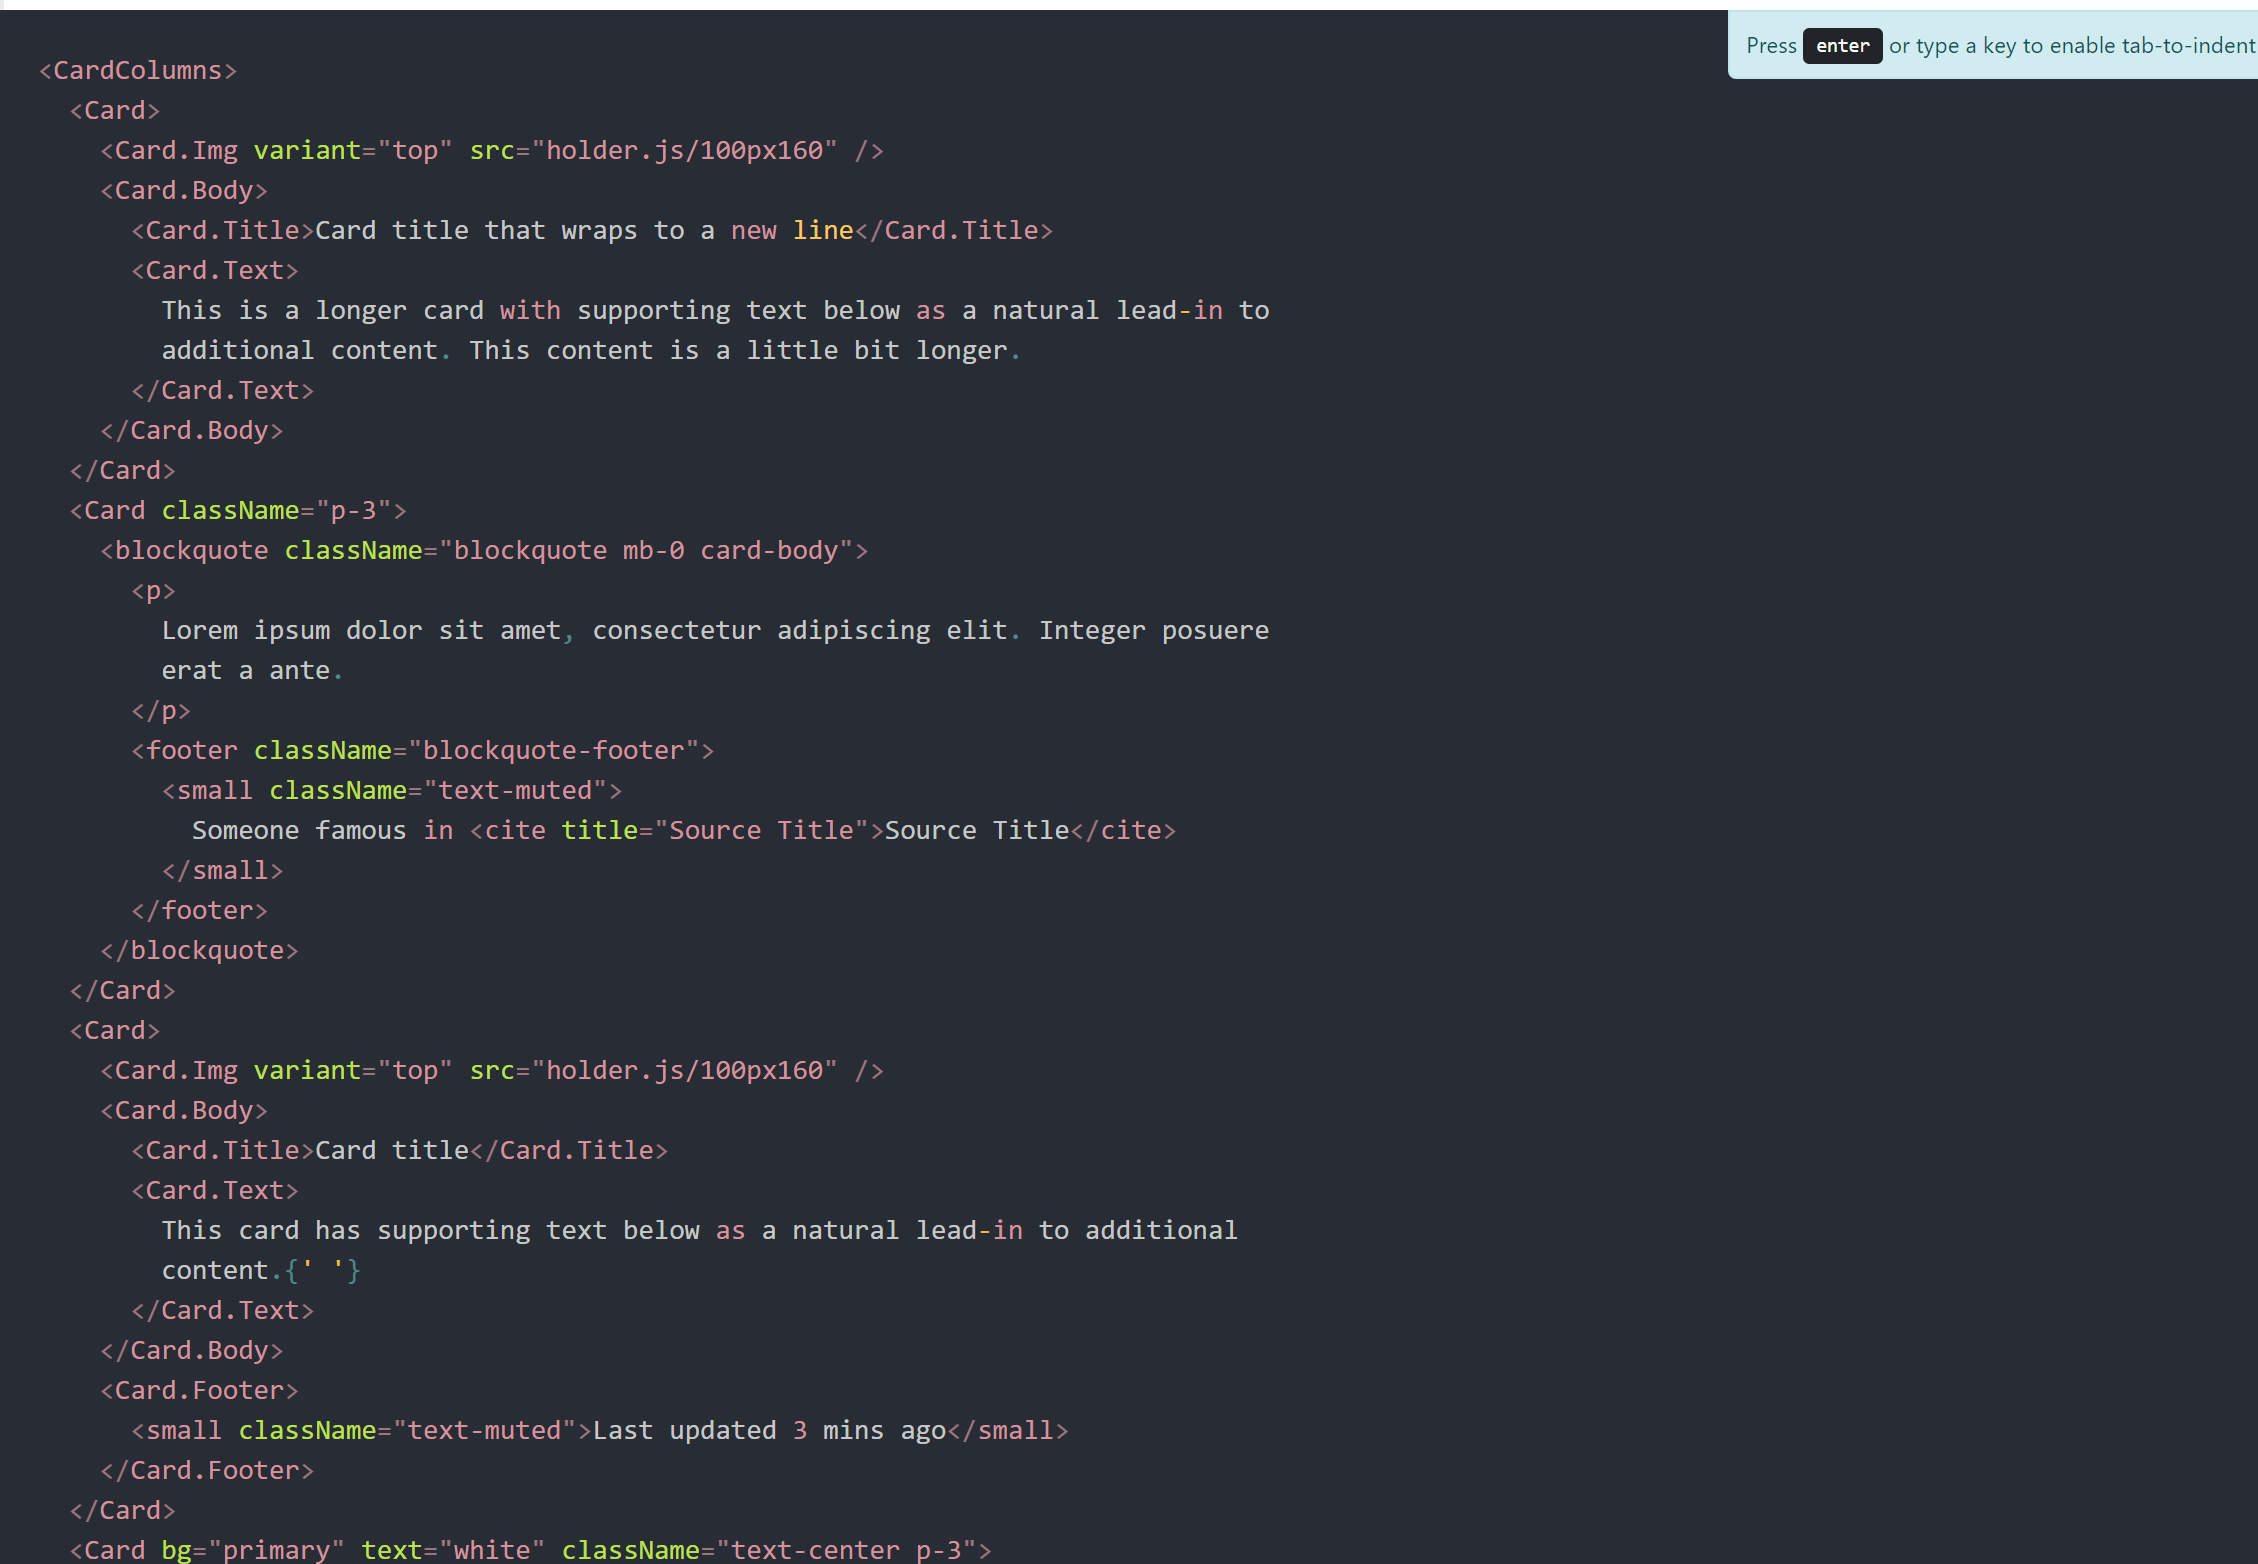 Press enter or type a key to enable tab-to-indent
<CardColumns>
  <Card>
    <Card.Img variant="top" src="holder.js/100px160" />
    <Card.Body>
      <Card.Title>Card title that wraps to a new line</Card.Title>
      <Card.Text>
        This is a longer card with supporting text below as a natural lead-in to
        additional content. This content is a little bit longer.
      </Card.Text>
    </Card.Body>
  </Card>
  <Card className="p-3">
    <blockquote className="blockquote mb-0 card-body">
      <p>
        Lorem ipsum dolor sit amet, consectetur adipiscing elit. Integer posuere
        erat a ante.
      </p>
      <footer className="blockquote-footer">
        <small className="text-muted">
          Someone famous in <cite title="Source Title">Source Title</cite>
        </small>
      </footer>
    </blockquote>
  </Card>
  <Card>
    <Card.Img variant="top" src="holder.js/100px160" />
    <Card.Body>
      <Card.Title>Card title</Card.Title>
      <Card.Text>
        This card has supporting text below as a natural lead-in to additional
        content.{' '}
      </Card.Text>
    </Card.Body>
    <Card.Footer>
      <small className="text-muted">Last updated 3 mins ago</small>
    </Card.Footer>
  </Card>
  <Card bg="primary" text="white" className="text-center p-3">